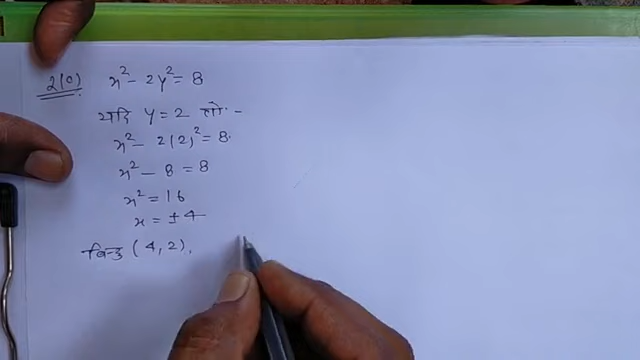 2(c) x² - 2y² = 8
यदि y = 2 तो -
x² - 2(2)² = 8
x² - 8 = 8
x² = 16
x = ±4
बिन्दु (4, 2),